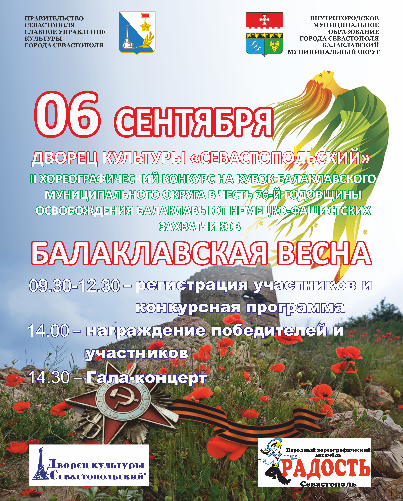 ПРАВИТЕЛЬСТВО
СЕВАСТОПОЛЯ
ГЛАВНОЕ УПРАВЛЕНИЕ
КУЛЬТУРЫ
ГОРОДА СЕВАСТОПОЛЯ
ВНУТРИГОРОДСКОЕ
МУНИЦИПАЛЬНОЕ
ОБРАЗОВАНИЕ
ГОРОДА СЕВАСТОПОЛЯ
БАЛАКЛАВСКИЙ
МУНИЦИПАЛЬНЫЙ ОКРУГ
06 СЕНТЯБРЯ
ДВОРЕЦ КУЛЬТУРЫ «СЕВАСТОПОЛЬСКИЙ»
II ХОРЕОГРАФИЧЕСКИЙ КОНКУРС НА КУБОК БАЛАКЛАВСКОГО
МУНИЦИПАЛЬНОГО ОКРУГА В ЧЕСТЬ 76-Й ГОДОВЩИНЫ
ОСВОБОЖДЕНИЯ БАЛАКЛАВЫ ОТ НЕМЕЦКО-ФАШИСТСКИХ
ЗАХВАТЧИКОВ
БАЛАКЛАВСКАЯ ВЕСНА
09.30-12.30 – регистрация участников и
конкурсная программа
14.00 – награждение победителей и
участников
14.30 – Гала-концерт
Дворец культуры
Севастопольский
Народный хореографический
ансамбль
РАДОСТЬ
Севастополь